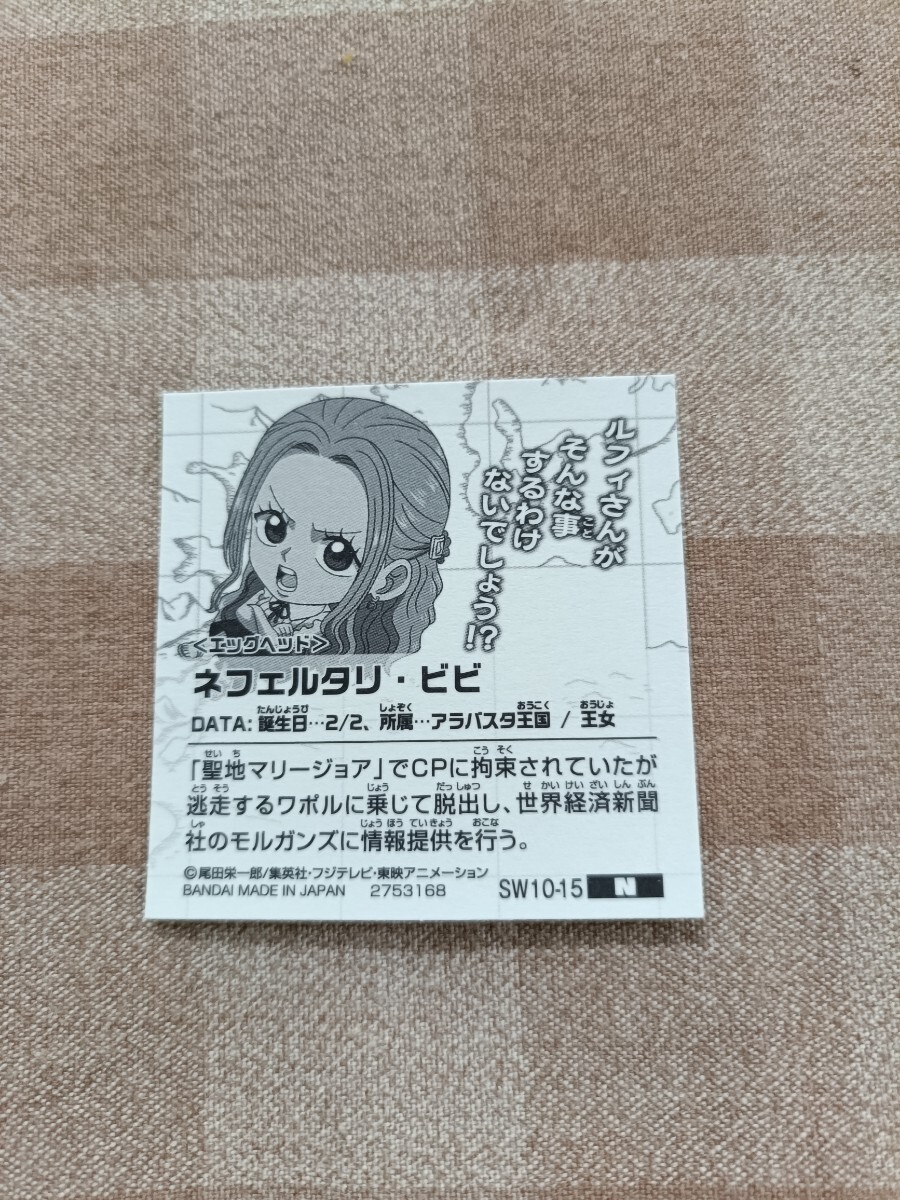 ルフィさんが
そんな事
するわけ
ないでしょう!?
<エッグヘッド>
ネフェルタリ・ビビ
DATA: 誕生日…2/2、所属…アラバスタ王国 / 王女
「聖地マリージョア」でCPに拘束されていたが
逃走するワポルに乗じて脱出し、世界経済新聞
社のモルガンズに情報提供を行う。
©尾田栄一郎/集英社・フジテレビ・東映アニメーション
BANDAI MADE IN JAPAN 2753168 SW10-15 N